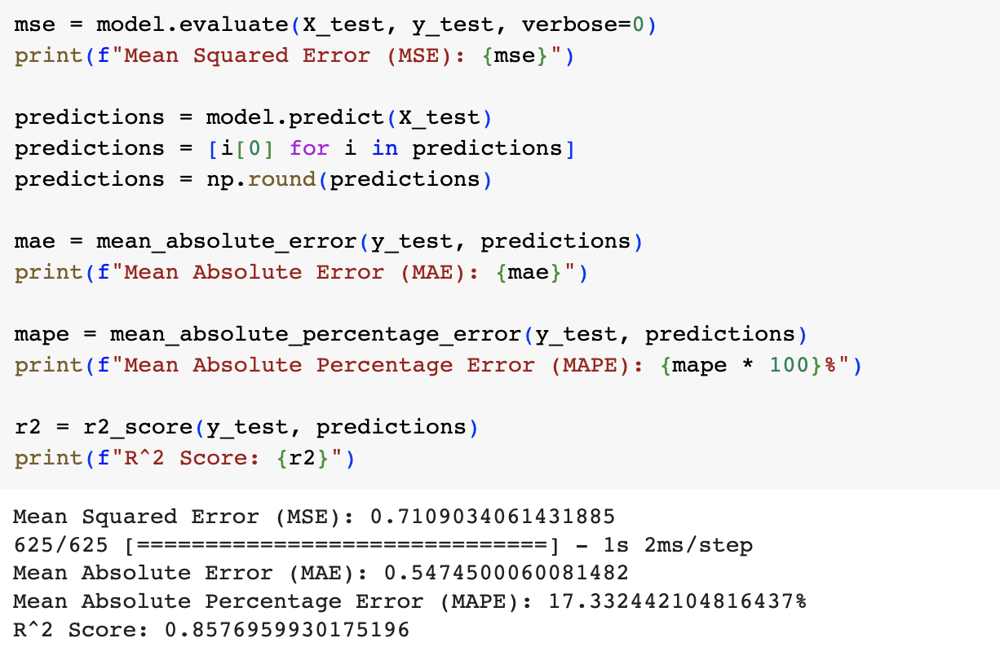 mse = model.evaluate(X_test, y_test, verbose=0)
print(f"Mean Squared Error (MSE): {mse}")
predictions = model.predict(X_test)
predictions = [i[0] for i in predictions]
predictions = np.round(predictions)
mae = mean_absolute_error(y_test, predictions)
print(f"Mean Absolute Error (MAE): {mae}")
mape = mean_absolute_percentage_error(y_test, predictions)
print(f"Mean Absolute Percentage Error (MAPE): {mape * 100}%")
r2 = r2_score(y_test, predictions)
print(f"R^2 Score: {r2}")
Mean Squared Error (MSE): 0.7109034061431885
625/625 [==============================] - 1s 2ms/step
Mean Absolute Error (MAE): 0.5474500060081482
Mean Absolute Percentage Error (MAPE): 17.332442104816437%
R^2 Score: 0.8576959930175196